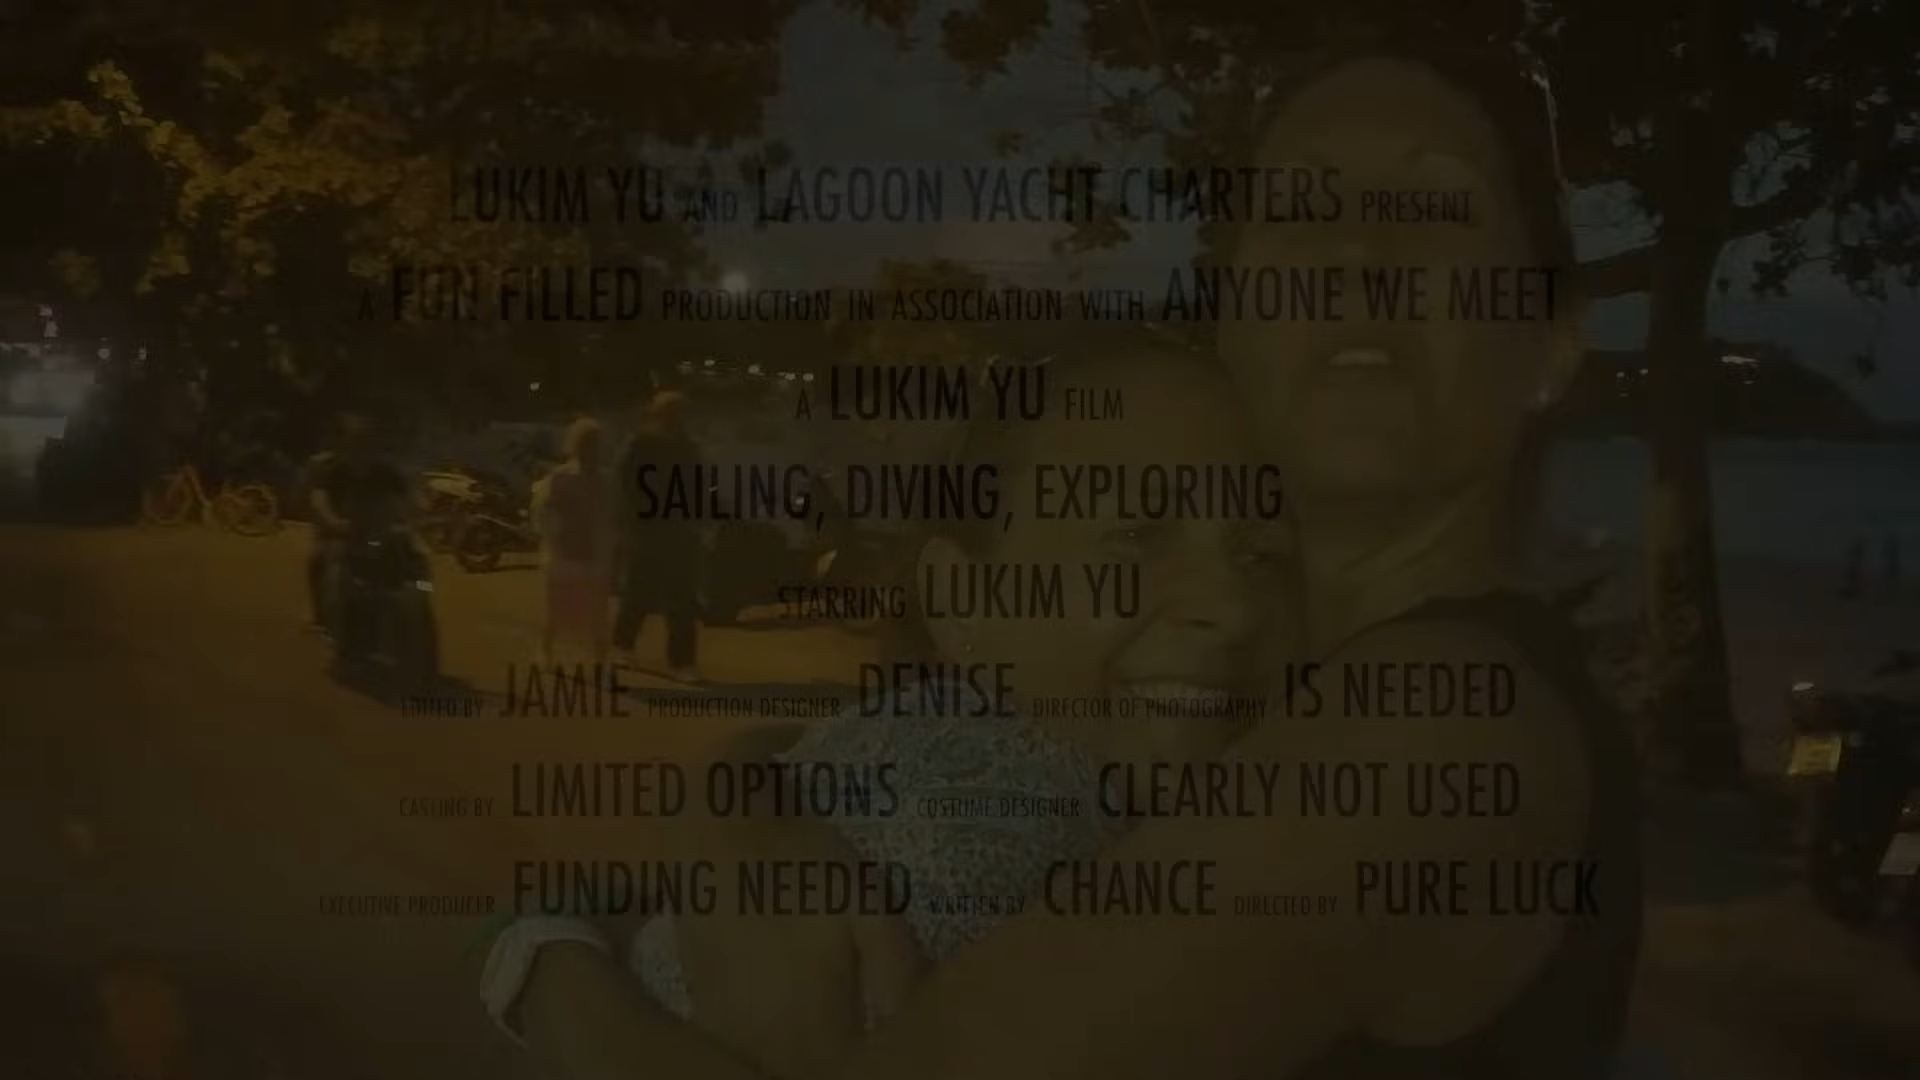 LUKIM YU AND LAGOON YACHT CHARTERS PRESENT
A FUN FILLED PRODUCTION IN ASSOCIATION WITH ANYONE WE MEET
A LUKIM YU FILM
SAILING, DIVING, EXPLORING
STARRING LUKIM YU
EDITED BY JAMIE PRODUCTION DESIGNER DENISE DIRECTOR OF PHOTOGRAPHY IS NEEDED
CASTING BY LIMITED OPTIONS COSTUME DESIGNER CLEARLY NOT USED
EXECUTIVE PRODUCER FUNDING NEEDED WRITTEN BY CHANCE DIRECTED BY PURE LUCK